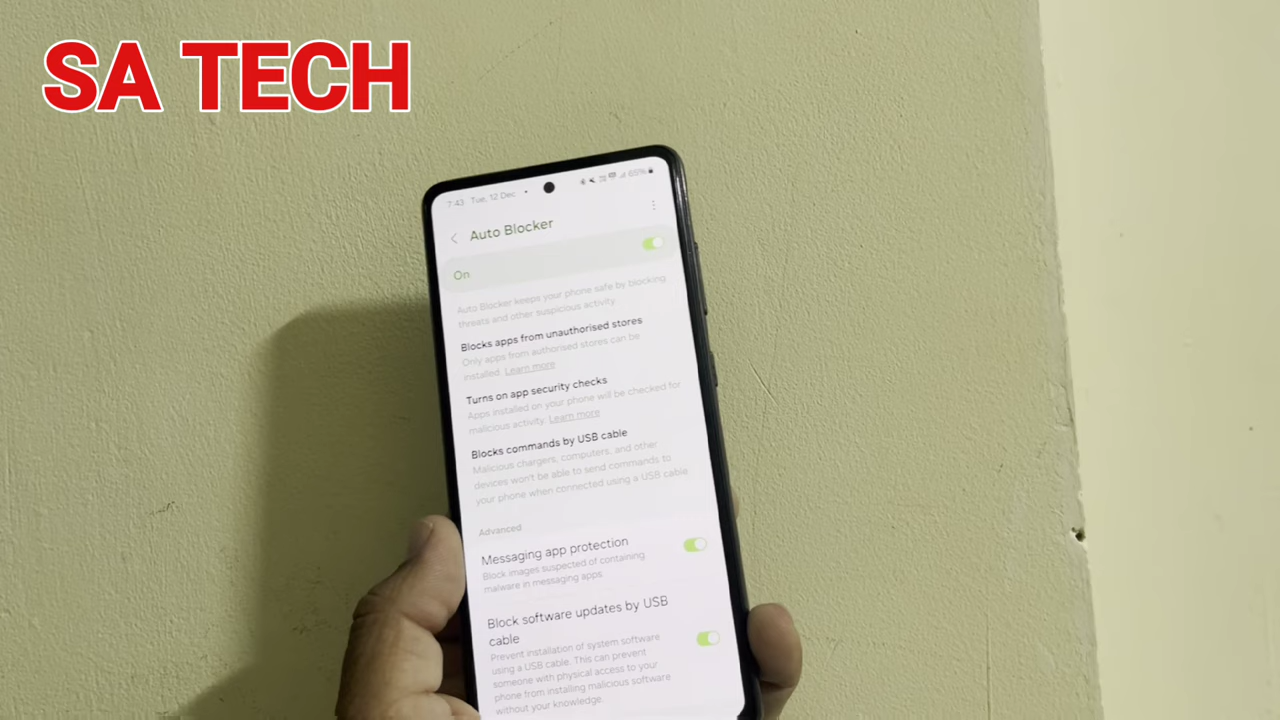 SA TECH
7:43 Tue, 12 Dec • 65%
Auto Blocker
On
Auto Blocker keeps your phone safe by blocking
threats and other suspicious activity.
Blocks apps from unauthorised stores
Only apps from authorised stores can be
installed. Learn more
Turns on app security checks
Apps installed on your phone will be checked for
malicious activity. Learn more
Blocks commands by USB cable
Malicious chargers, computers, and other
devices won't be able to send commands to
your phone when connected using a USB cable.
Advanced
Messaging app protection
Block images suspected of containing
malware in messaging apps.
Block software updates by USB
cable
Prevent installation of system software
using a USB cable. This can prevent
someone with physical access to your
phone from installing malicious software
without your knowledge.